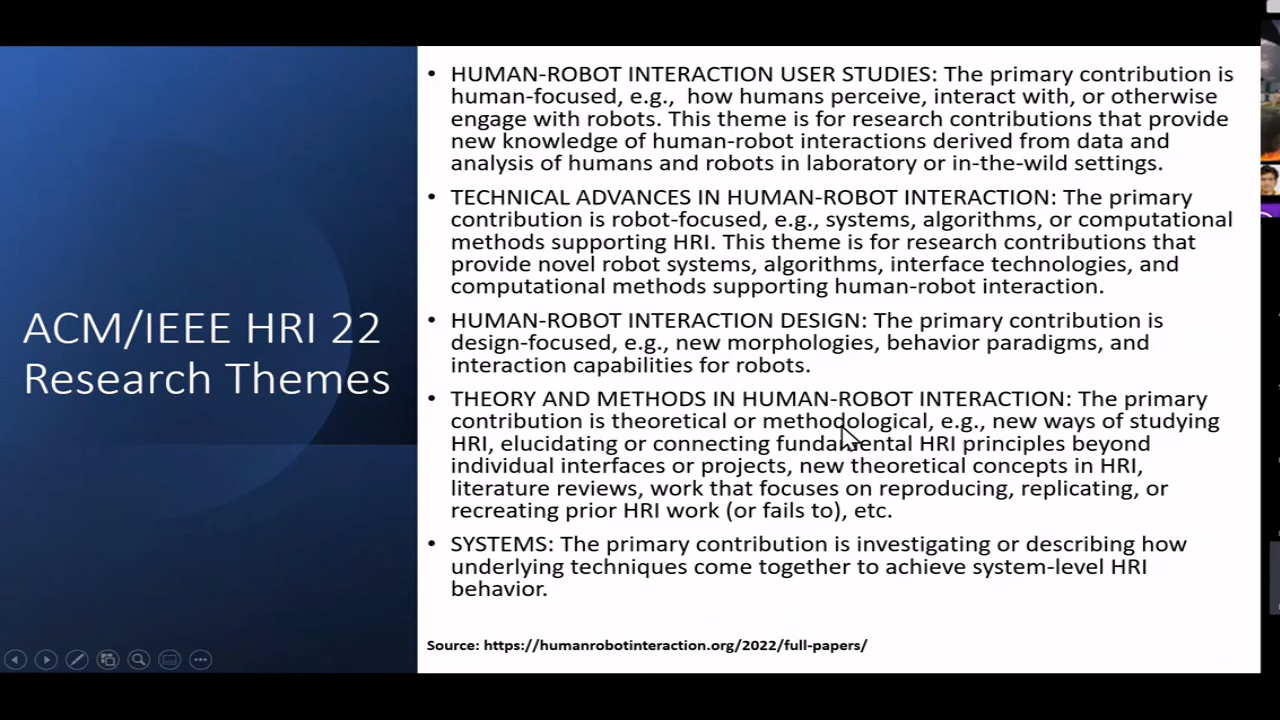 ACM/IEEE HRI 22
Research Themes
• HUMAN-ROBOT INTERACTION USER STUDIES: The primary contribution is
human-focused, e.g., how humans perceive, interact with, or otherwise
engage with robots. This theme is for research contributions that provide
new knowledge of human-robot interactions derived from data and
analysis of humans and robots in laboratory or in-the-wild settings.
• TECHNICAL ADVANCES IN HUMAN-ROBOT INTERACTION: The primary
contribution is robot-focused, e.g., systems, algorithms, or computational
methods supporting HRI. This theme is for research contributions that
provide novel robot systems, algorithms, interface technologies, and
computational methods supporting human-robot interaction.
• HUMAN-ROBOT INTERACTION DESIGN: The primary contribution is
design-focused, e.g., new morphologies, behavior paradigms, and
interaction capabilities for robots.
• THEORY AND METHODS IN HUMAN-ROBOT INTERACTION: The primary
contribution is theoretical or methodological, e.g., new ways of studying
HRI, elucidating or connecting fundamental HRI principles beyond
individual interfaces or projects, new theoretical concepts in HRI,
literature reviews, work that focuses on reproducing, replicating, or
recreating prior HRI work (or fails to), etc.
• SYSTEMS: The primary contribution is investigating or describing how
underlying techniques come together to achieve system-level HRI
behavior.
Source: https://humanrobotinteraction.org/2022/full-papers/